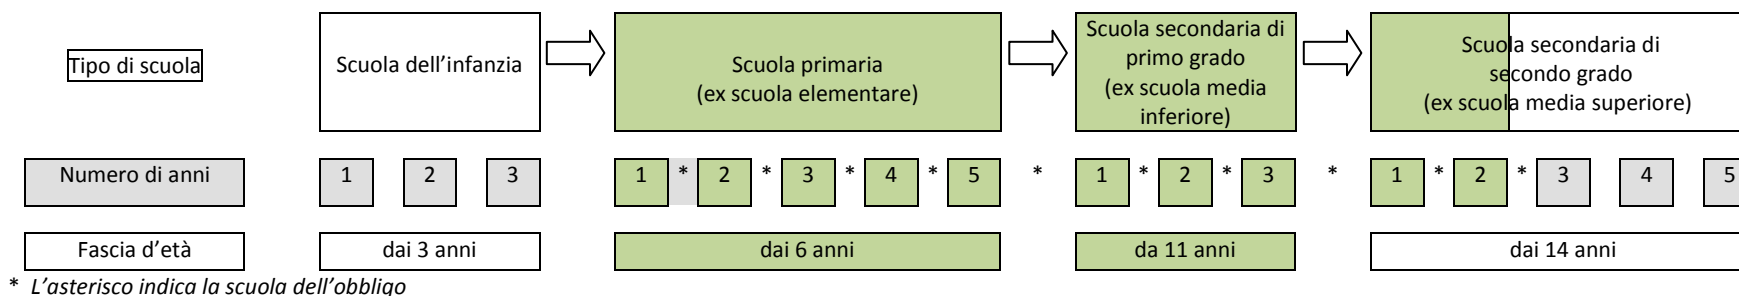 Tipo di scuola
Scuola dell'infanzia
Scuola primaria
(ex scuola elementare)
Scuola secondaria di
primo grado
(ex scuola media
inferiore)
Scuola secondaria di
secondo grado
(ex scuola media superiore)
Numero di anni 1 2 3 1 * 2 * 3 * 4 * 5 * 1 * 2 * 3 * 1 * 2 * 3 4 5
Fascia d'età dai 3 anni dai 6 anni da 11 anni dai 14 anni
* L'asterisco indica la scuola dell'obbligo